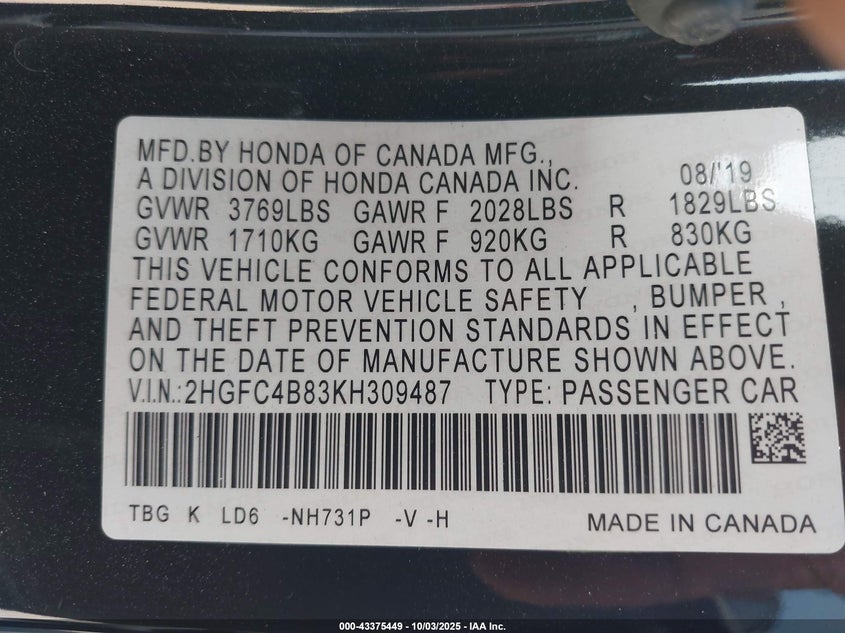 MFD.BY HONDA OF CANADA MFG.,
A DIVISION OF HONDA CANADA INC. 08/'19
GVWR 3769LBS GAWR F 2028LBS R 1829LBS
GVWR 1710KG GAWR F 920KG R 830KG
THIS VEHICLE CONFORMS TO ALL APPLICABLE
FEDERAL MOTOR VEHICLE SAFETY , BUMPER ,
AND THEFT PREVENTION STANDARDS IN EFFECT
ON THE DATE OF MANUFACTURE SHOWN ABOVE.
V.I.N.:2HGFC4B83KH309487 TYPE: PASSENGER CAR
TBG K LD6 -NH731P -V -H
MADE IN CANADA
000-43375449 - 10/03/2025 - IAA Inc.